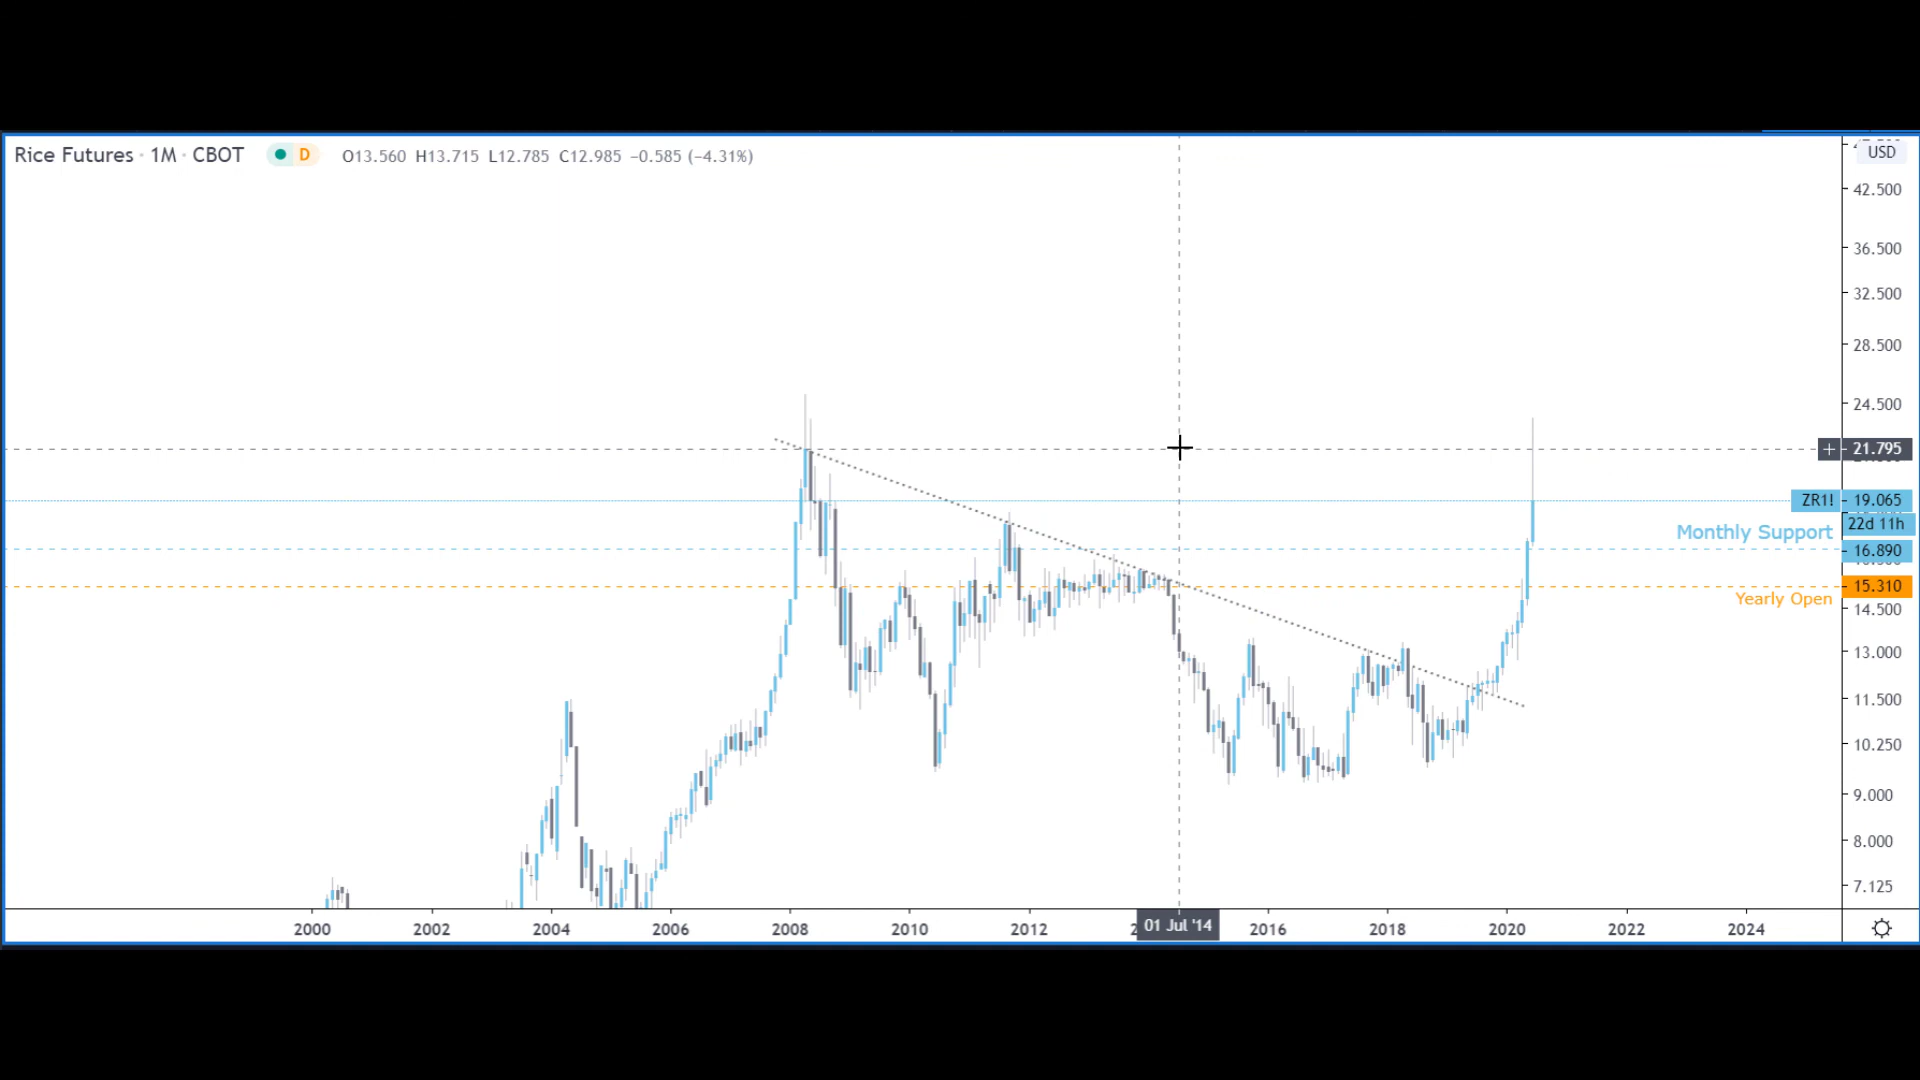 Rice Futures · 1M · CBOT D O13.560 H13.715 L12.785 C12.985 −0.585 (−4.31%)
USD
42.500
36.500
32.500
28.500
24.500
21.795
ZR1! 19.065
22d 11h
Monthly Support
16.890
15.310
Yearly Open
14.500
13.000
11.500
10.250
9.000
8.000
7.125
2000 2002 2004 2006 2008 2010 2012 01 Jul '14 2016 2018 2020 2022 2024